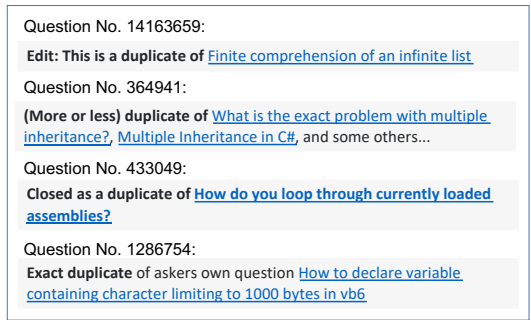 Question No. 14163659:
Edit: This is a duplicate of Finite comprehension of an infinite list
Question No. 364941:
(More or less) duplicate of What is the exact problem with multiple
inheritance?, Multiple Inheritance in C#, and some others...
Question No. 433049:
Closed as a duplicate of How do you loop through currently loaded
assemblies?
Question No. 1286754:
Exact duplicate of askers own question How to declare variable
containing character limiting to 1000 bytes in vb6